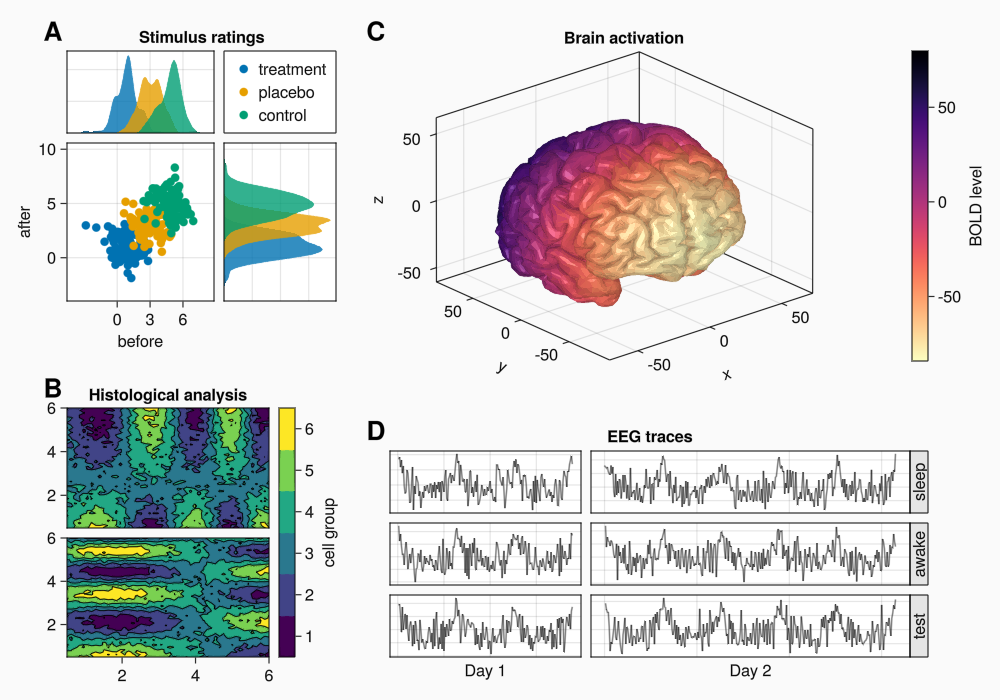 A
Stimulus ratings
treatment
placebo
control
10
5
0
after
0 3 6
before
C
Brain activation
50
0
-50
z
50
0
-50
y
-50
0
50
x
50
0
-50
BOLD level
B
Histological analysis
6
4
2
6
4
2
2 4 6
6
5
4
3
2
1
cell group
D
EEG traces
sleep
awake
test
Day 1 Day 2